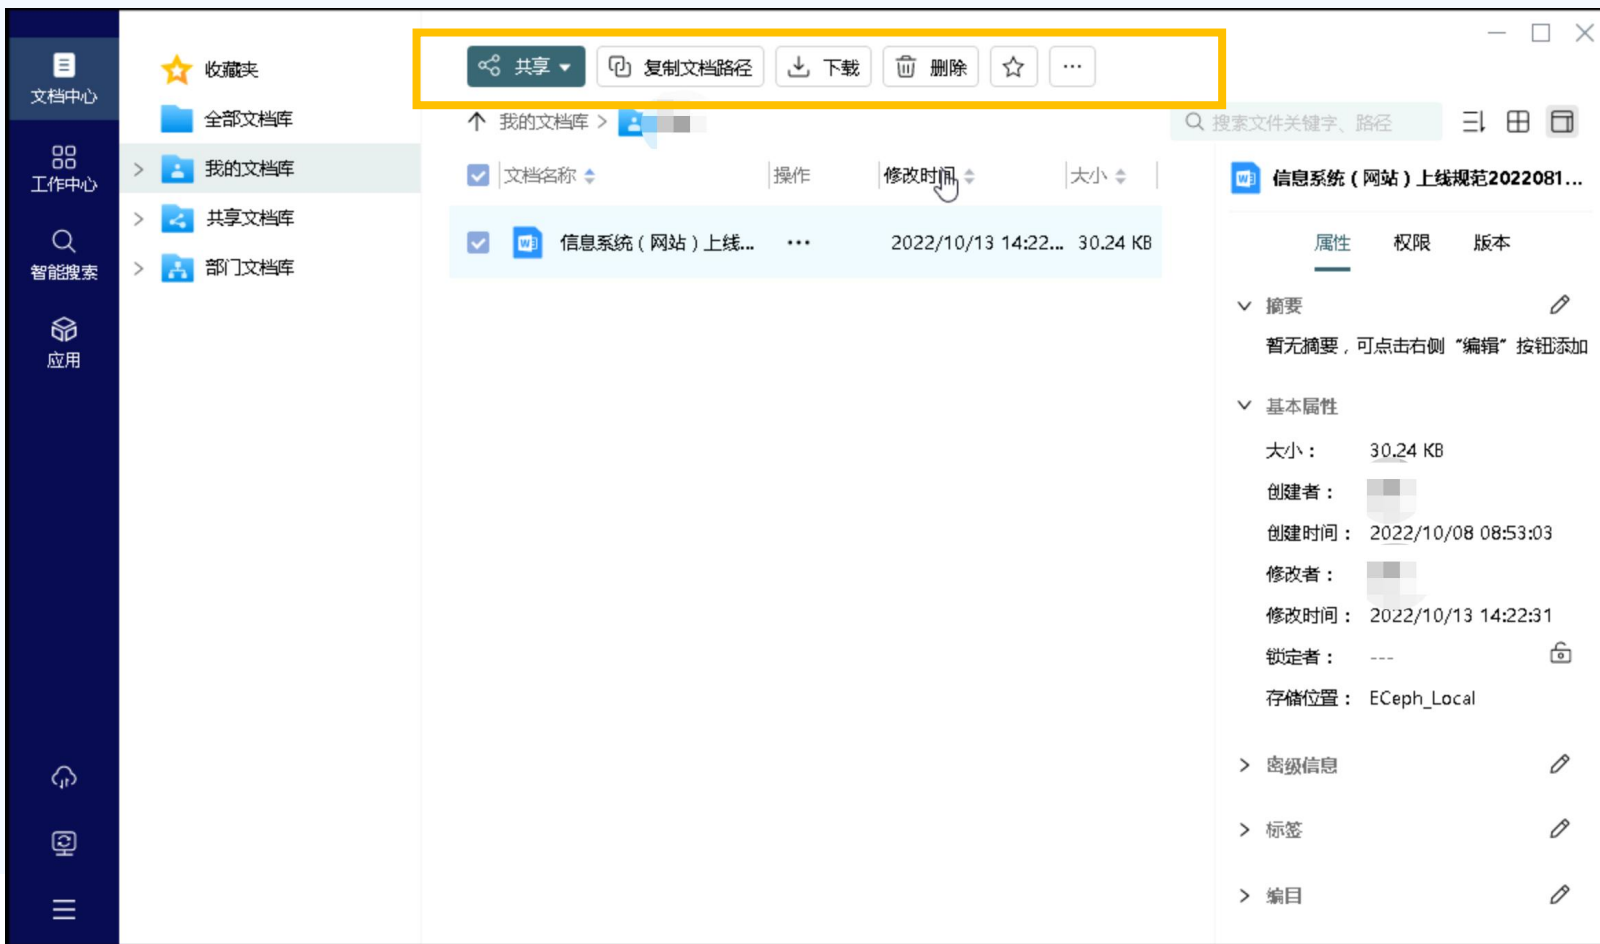 文档中心
工作中心
智能搜索
应用
收藏夹
全部文档库
我的文档库
共享文档库
部门文档库
共享 复制文档路径 下载 删除 ...
我的文档库 >
搜索文件关键字、路径
文档名称 操作 修改时间 大小
信息系统(网站)上线... ... 2022/10/13 14:22... 30.24 KB
信息系统(网站)上线规范2022081...
属性 权限 版本
摘要
暂无摘要,可点击右侧“编辑”按钮添加
基本属性
大小: 30.24 KB
创建者:
创建时间: 2022/10/08 08:53:03
修改者:
修改时间: 2022/10/13 14:22:31
锁定者: ---
存储位置: ECeph_Local
密级信息
标签
编目